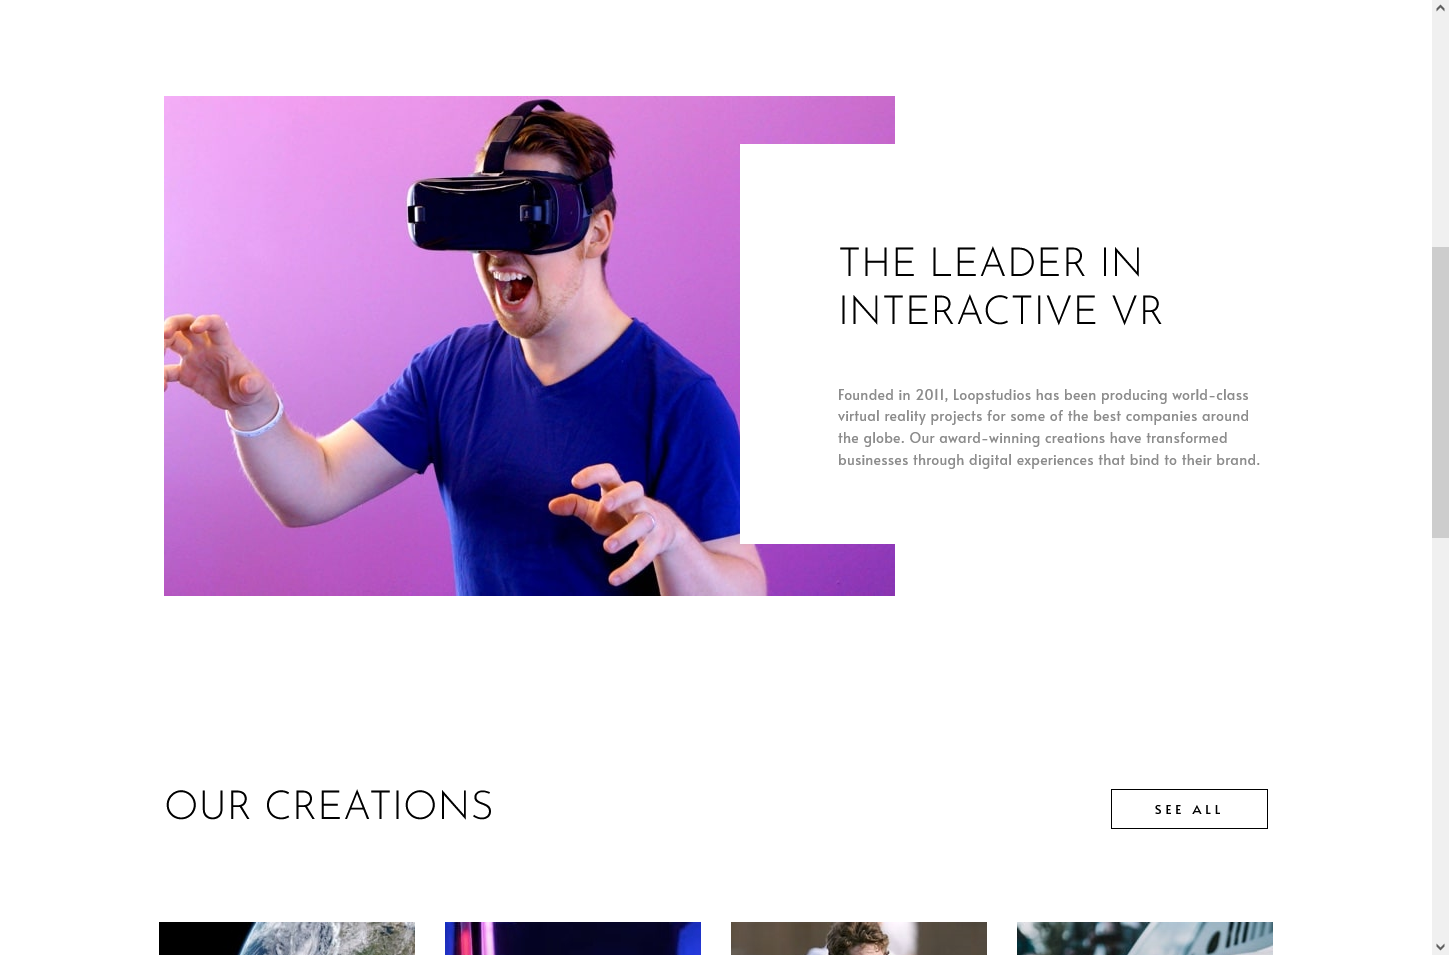 THE LEADER IN
INTERACTIVE VR
Founded in 2011, Loopstudios has been producing world-class
virtual reality projects for some of the best companies around
the globe. Our award-winning creations have transformed
businesses through digital experiences that bind to their brand.
OUR CREATIONS
SEE ALL